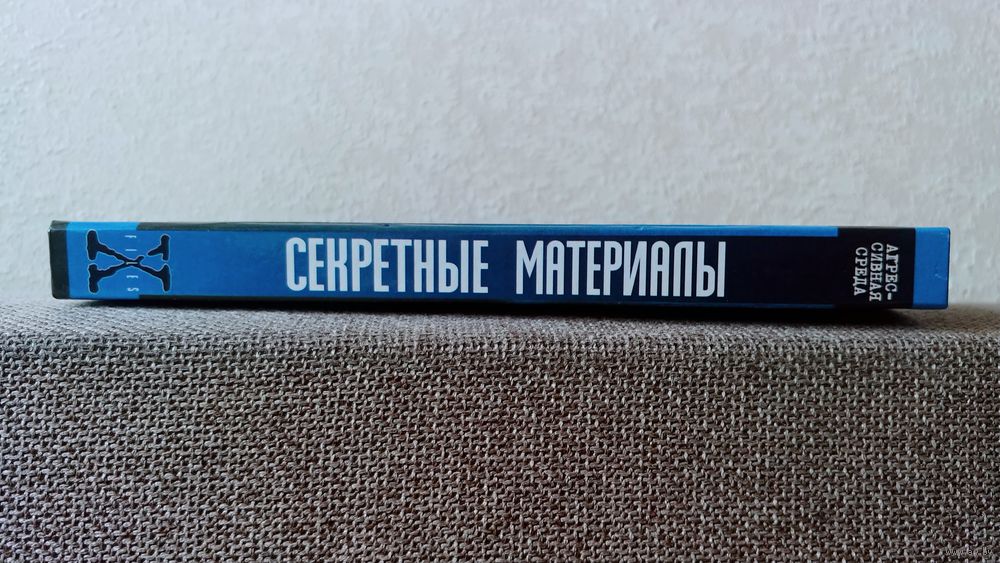 X
FILES
СЕКРЕТНЫЕ МАТЕРИАЛЫ
АГРЕС-
СИВНАЯ
СРЕДА